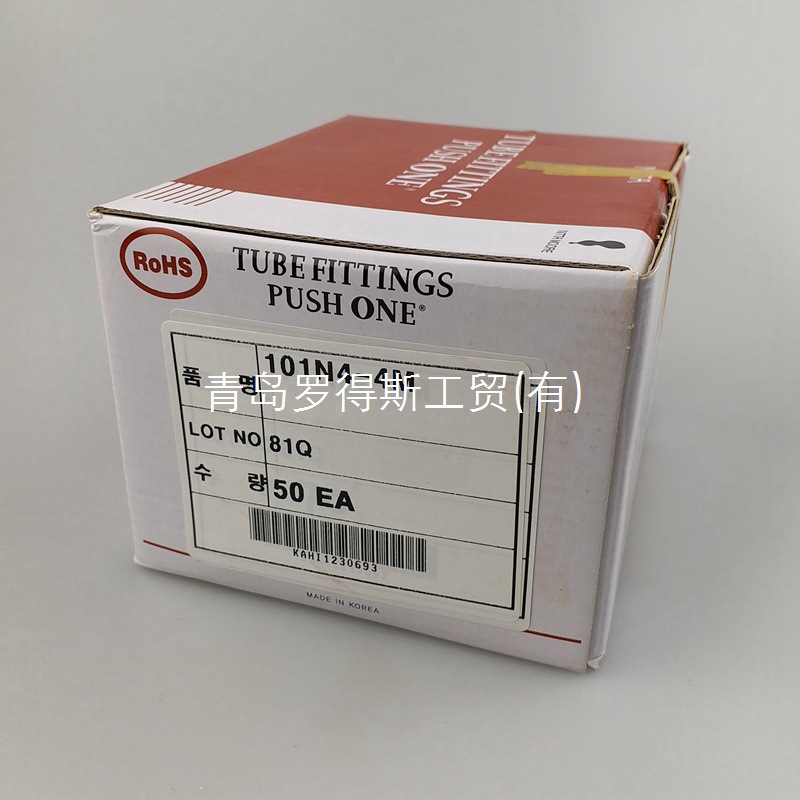 TUBE FITTINGS
PUSH ONE®
RoHS
TUBE FITTINGS
PUSH ONE®
품 명 101N4-4M
青岛罗得斯工贸(有)
LOT NO 81Q
수 량 50 EA
KAHI1230693
MADE IN KOREA